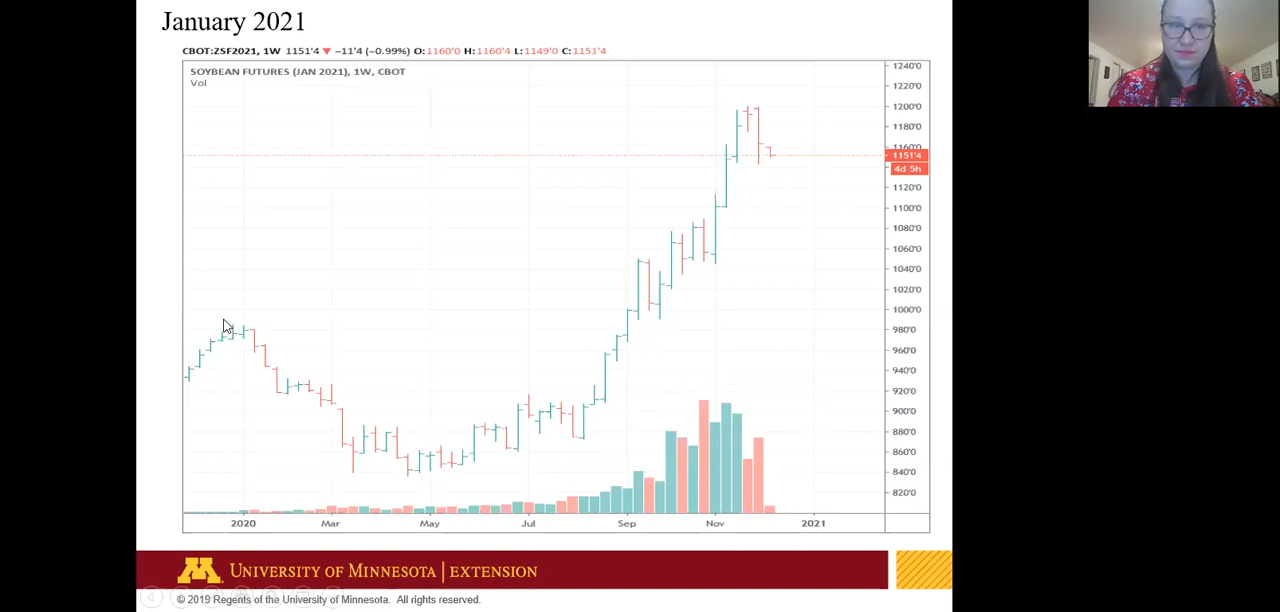 January 2021
CBOT:ZSF2021, 1W 1151'4 ▼ −11'4 (−0.99%) O:1160'0 H:1160'4 L:1149'0 C:1151'4
SOYBEAN FUTURES (JAN 2021), 1W, CBOT
Vol
1240'0
1220'0
1200'0
1180'0
1160'0
1151'4
4d 5h
1120'0
1100'0
1080'0
1060'0
1040'0
1020'0
1000'0
980'0
960'0
940'0
920'0
900'0
880'0
860'0
840'0
820'0
2020 Mar May Jul Sep Nov 2021
UNIVERSITY OF MINNESOTA | EXTENSION
© 2019 Regents of the University of Minnesota. All rights reserved.